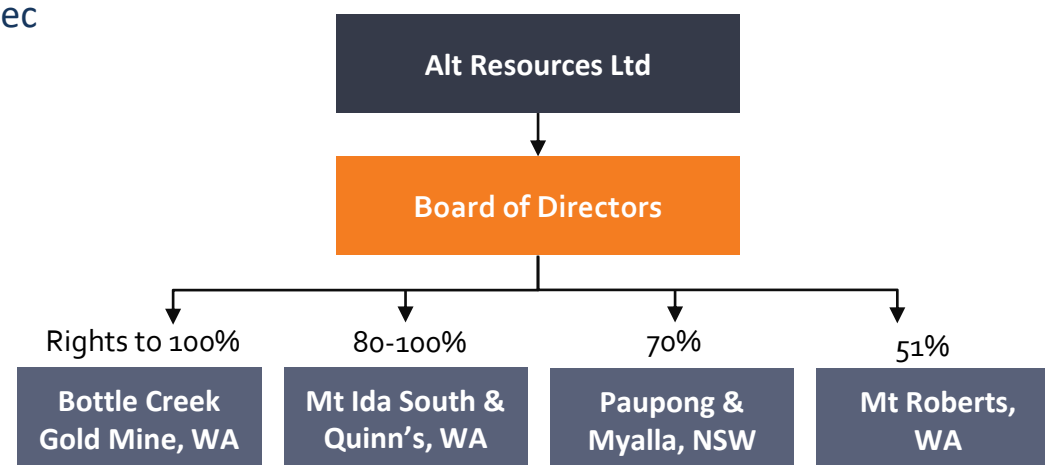 ec
Alt Resources Ltd
Board of Directors
Rights to 100%
80-100%
70%
51%
Bottle Creek
Gold Mine, WA
Mt Ida South &
Quinn’s, WA
Paupong &
Myalla, NSW
Mt Roberts,
WA